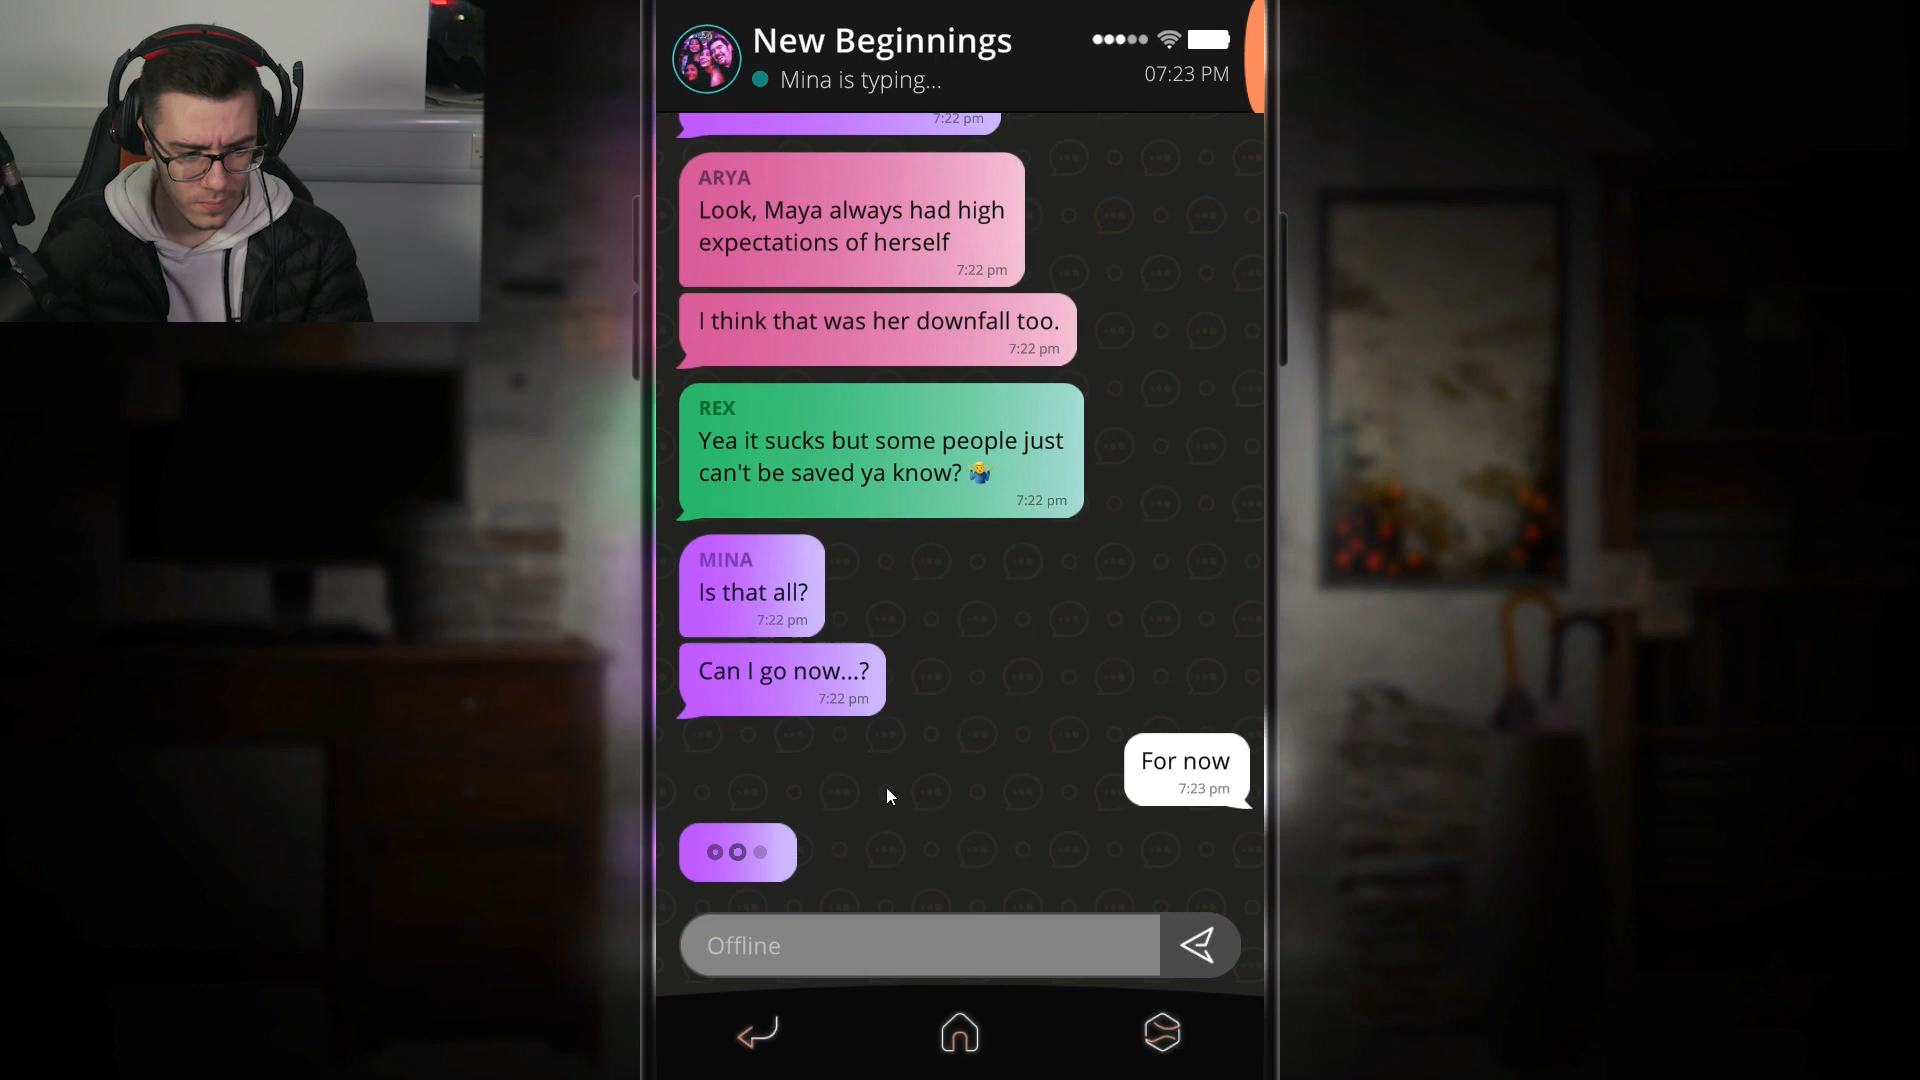 New Beginnings
Mina is typing...
07:23 PM
7:22 pm
ARYA
Look, Maya always had high
expectations of herself
7:22 pm
I think that was her downfall too.
7:22 pm
REX
Yea it sucks but some people just
can't be saved ya know? 🤷‍♂️
7:22 pm
MINA
Is that all?
7:22 pm
Can I go now...?
7:22 pm
For now
7:23 pm
Offline